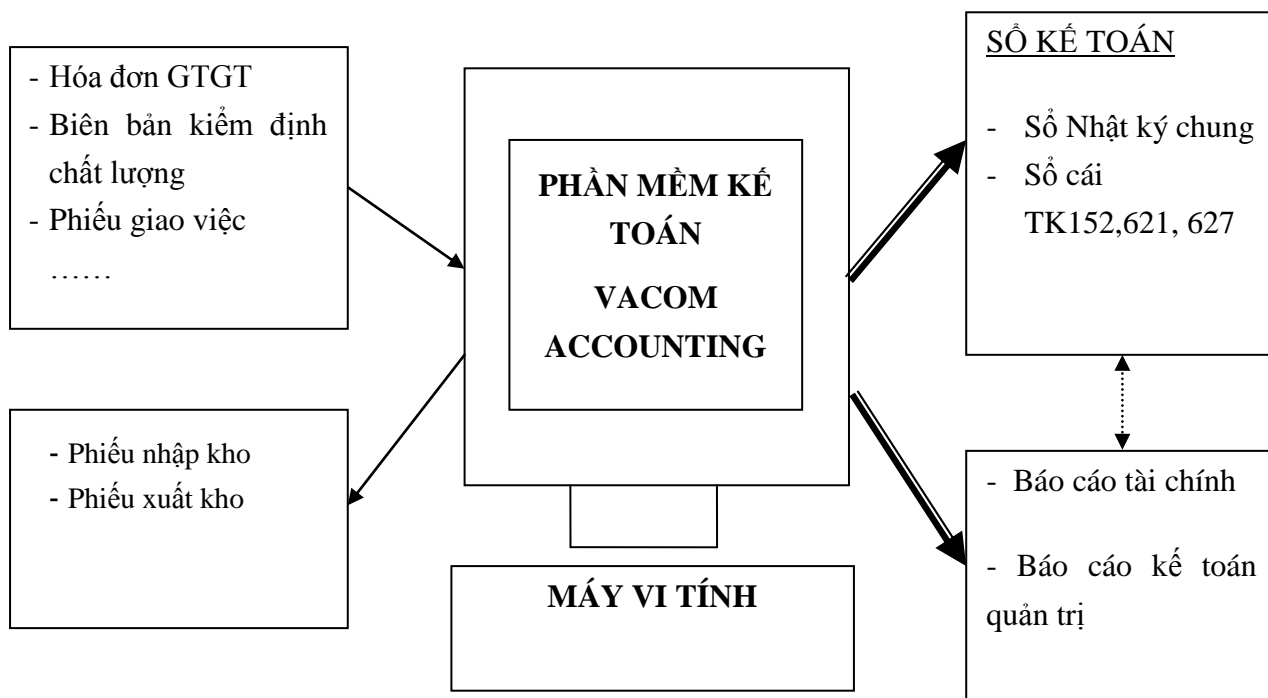 - Hóa đơn GTGT
- Biên bản kiểm định
chất lượng
- Phiếu giao việc
……
- Phiếu nhập kho
- Phiếu xuất kho
PHẦN MỀM KẾ
TOÁN
VACOM
ACCOUNTING
MÁY VI TÍNH
SỔ KẾ TOÁN
- Sổ Nhật ký chung
- Sổ cái
TK152,621, 627
- Báo cáo tài chính
- Báo cáo kế toán
quản trị